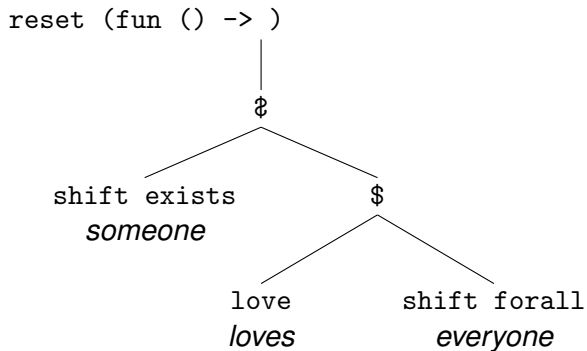 reset (fun () -> )
shift exists $
someone
love shift forall
loves everyone